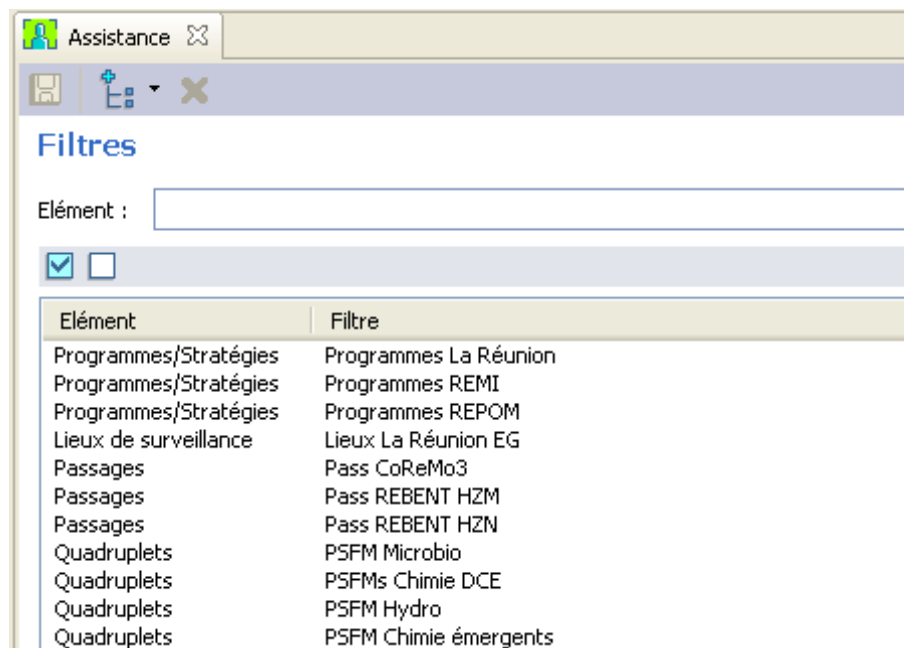 Assistance
Filtres
Elément :
Elément Filtre
Programmes/Stratégies Programmes La Réunion
Programmes/Stratégies Programmes REMI
Programmes/Stratégies Programmes REPOM
Lieux de surveillance Lieux La Réunion EG
Passages Pass CoReMo3
Passages Pass REBENT HZM
Passages Pass REBENT HZN
Quadruplets PSFM Microbio
Quadruplets PSFMs Chimie DCE
Quadruplets PSFM Hydro
Quadruplets PSFM Chimie émergents